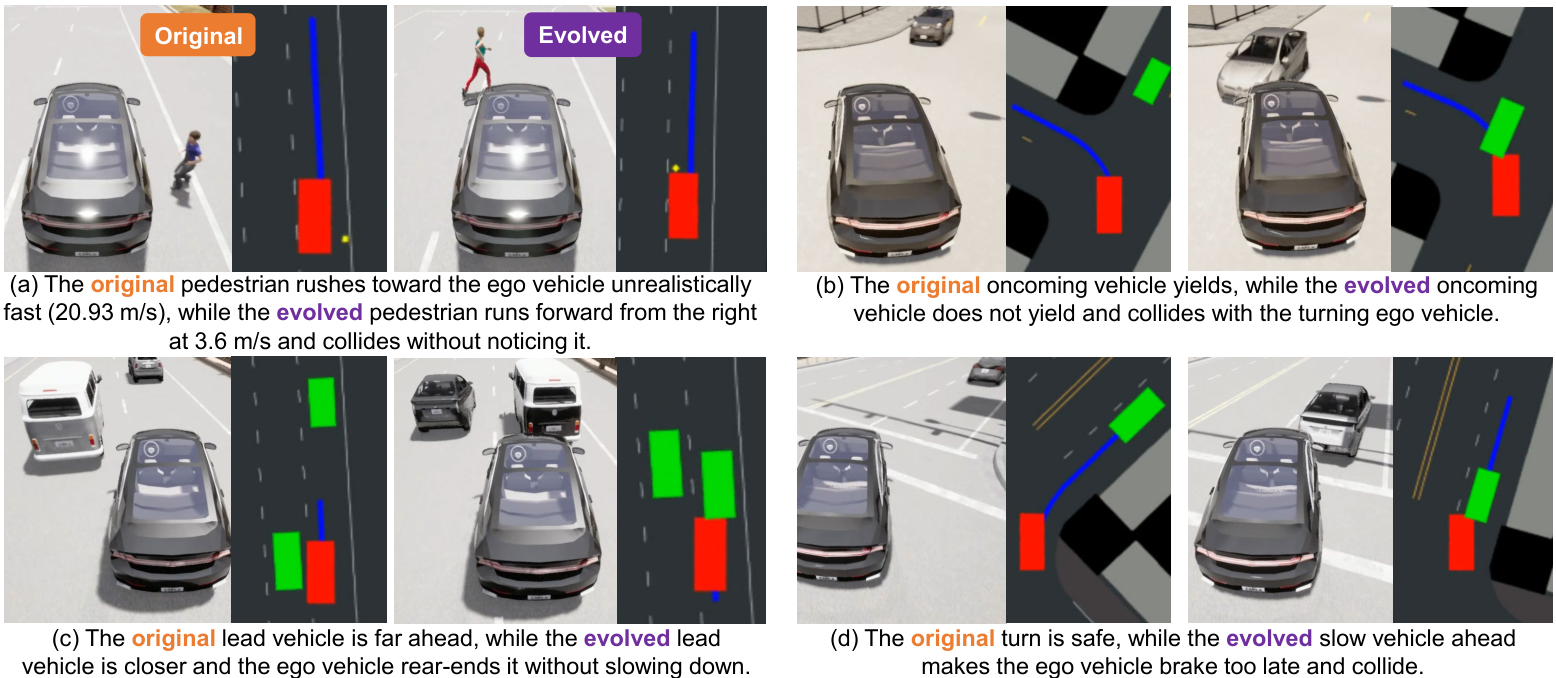 Original
Evolved
(a) The original pedestrian rushes toward the ego vehicle unrealistically
fast (20.93 m/s), while the evolved pedestrian runs forward from the right
at 3.6 m/s and collides without noticing it.
(b) The original oncoming vehicle yields, while the evolved oncoming
vehicle does not yield and collides with the turning ego vehicle.
(c) The original lead vehicle is far ahead, while the evolved lead
vehicle is closer and the ego vehicle rear-ends it without slowing down.
(d) The original turn is safe, while the evolved slow vehicle ahead
makes the ego vehicle brake too late and collide.